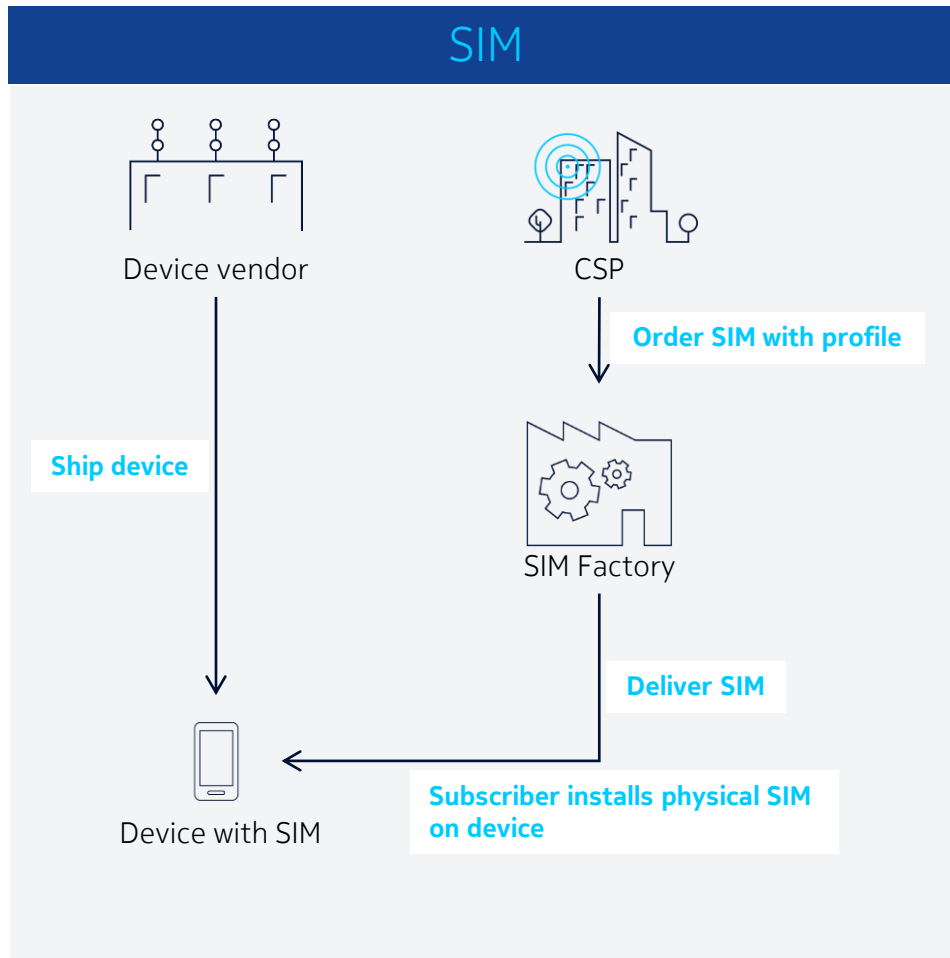 SIM
Device vendor
CSP
Order SIM with profile
Ship device
SIM Factory
Deliver SIM
Subscriber installs physical SIM
on device
Device with SIM